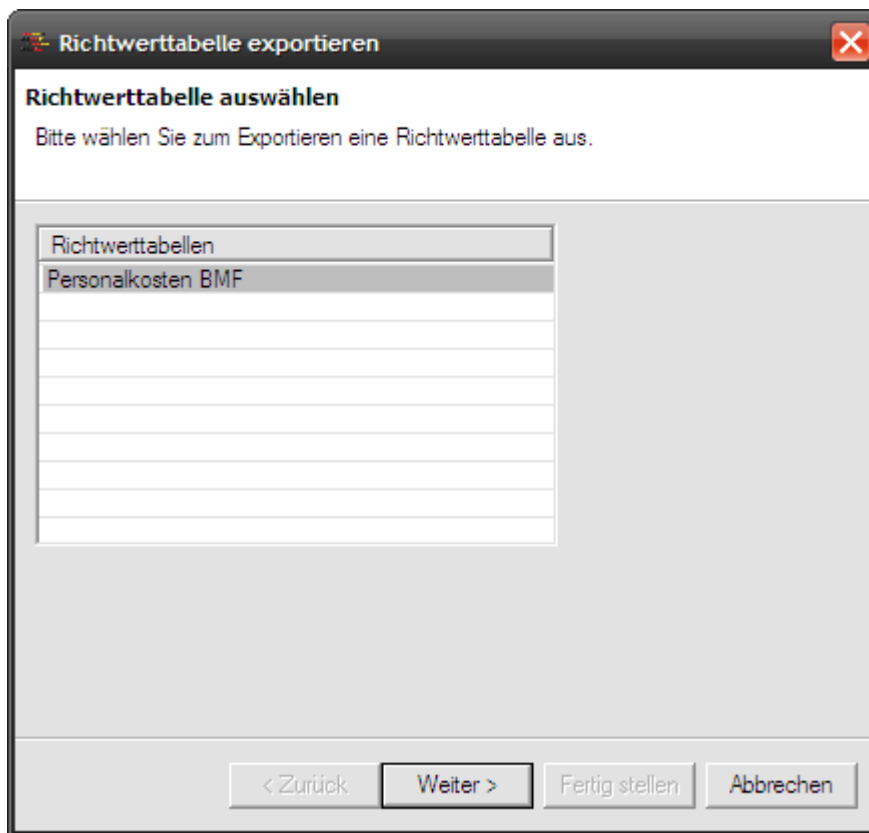 Richtwerttabelle exportieren
Richtwerttabelle auswählen
Bitte wählen Sie zum Exportieren eine Richtwerttabelle aus.
Richtwerttabellen
Personalkosten BMF
< Zurück
Weiter >
Fertig stellen
Abbrechen